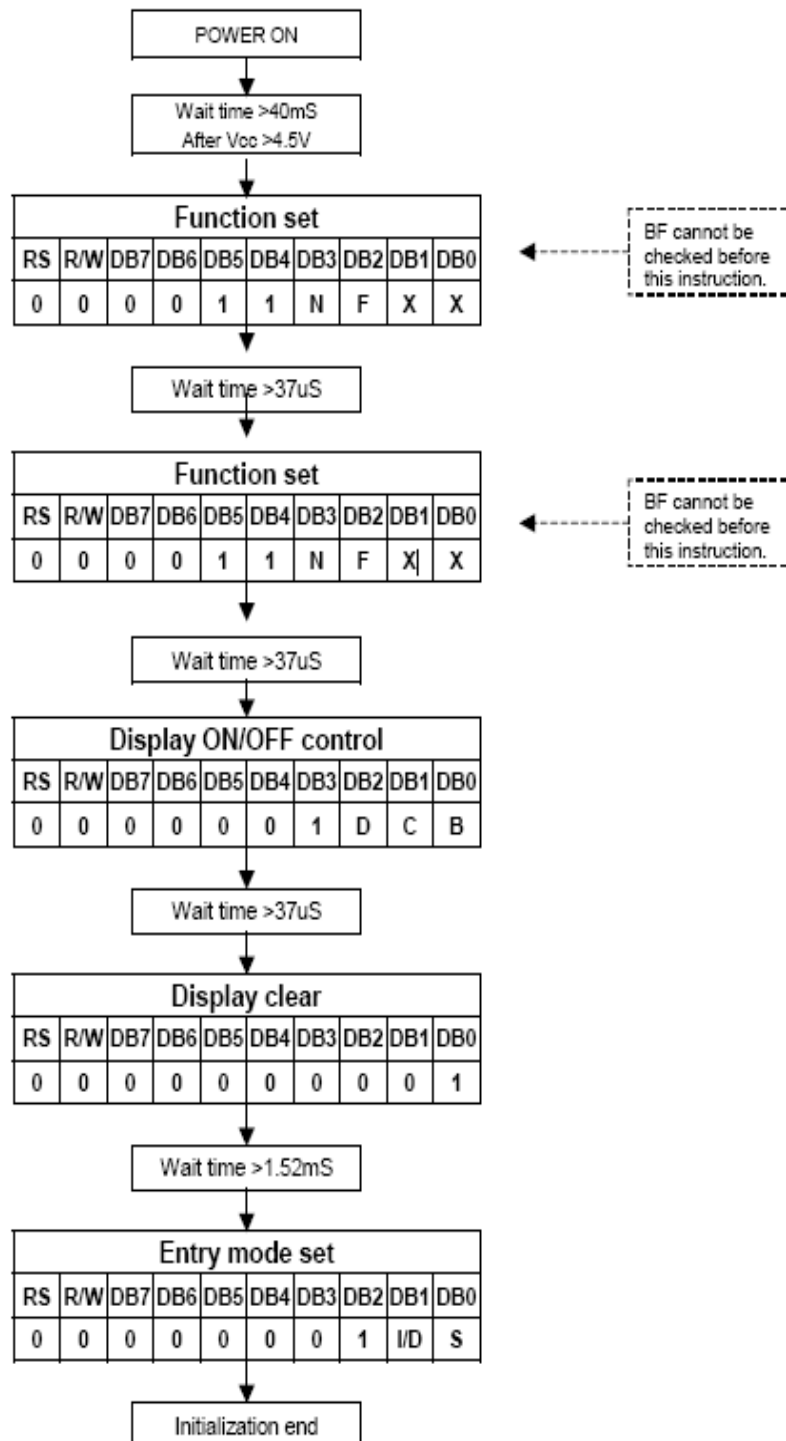 POWER ON
Wait time >40mS
After Vcc >4.5V
Function set
RS R/W DB7 DB6 DB5 DB4 DB3 DB2 DB1 DB0
0 0 0 0 1 1 N F X X
BF cannot be
checked before
this instruction.
Wait time >37uS
Function set
RS R/W DB7 DB6 DB5 DB4 DB3 DB2 DB1 DB0
0 0 0 0 1 1 N F X X
BF cannot be
checked before
this instruction.
Wait time >37uS
Display ON/OFF control
RS R/W DB7 DB6 DB5 DB4 DB3 DB2 DB1 DB0
0 0 0 0 0 0 1 D C B
Wait time >37uS
Display clear
RS R/W DB7 DB6 DB5 DB4 DB3 DB2 DB1 DB0
0 0 0 0 0 0 0 0 0 1
Wait time >1.52mS
Entry mode set
RS R/W DB7 DB6 DB5 DB4 DB3 DB2 DB1 DB0
0 0 0 0 0 0 0 1 I/D S
Initialization end